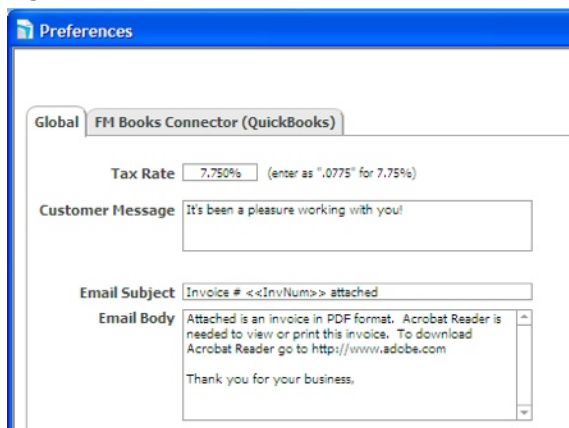 Preferences
Global FM Books Connector (QuickBooks)
Tax Rate 7.750% (enter as ".0775" for 7.75%)
Customer Message It's been a pleasure working with you!
Email Subject Invoice # <<InvNum>> attached
Email Body Attached is an invoice in PDF format. Acrobat Reader is
needed to view or print this invoice. To download
Acrobat Reader go to http://www.adobe.com
Thank you for your business,